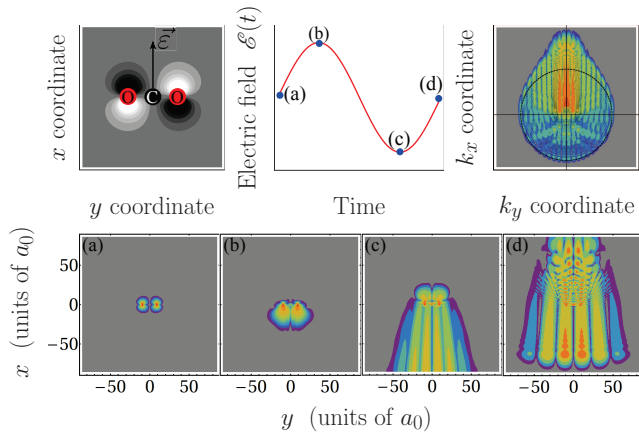 x coordinate
ε⃗
O C O
y coordinate
Electric field ℰ(t)
(a)
(b)
(c)
(d)
Time
k_x coordinate
k_y coordinate
x (units of a_0)
50
0
−50
(a)
−50 0 50
(b)
−50 0 50
(c)
−50 0 50
(d)
−50 0 50
y (units of a_0)